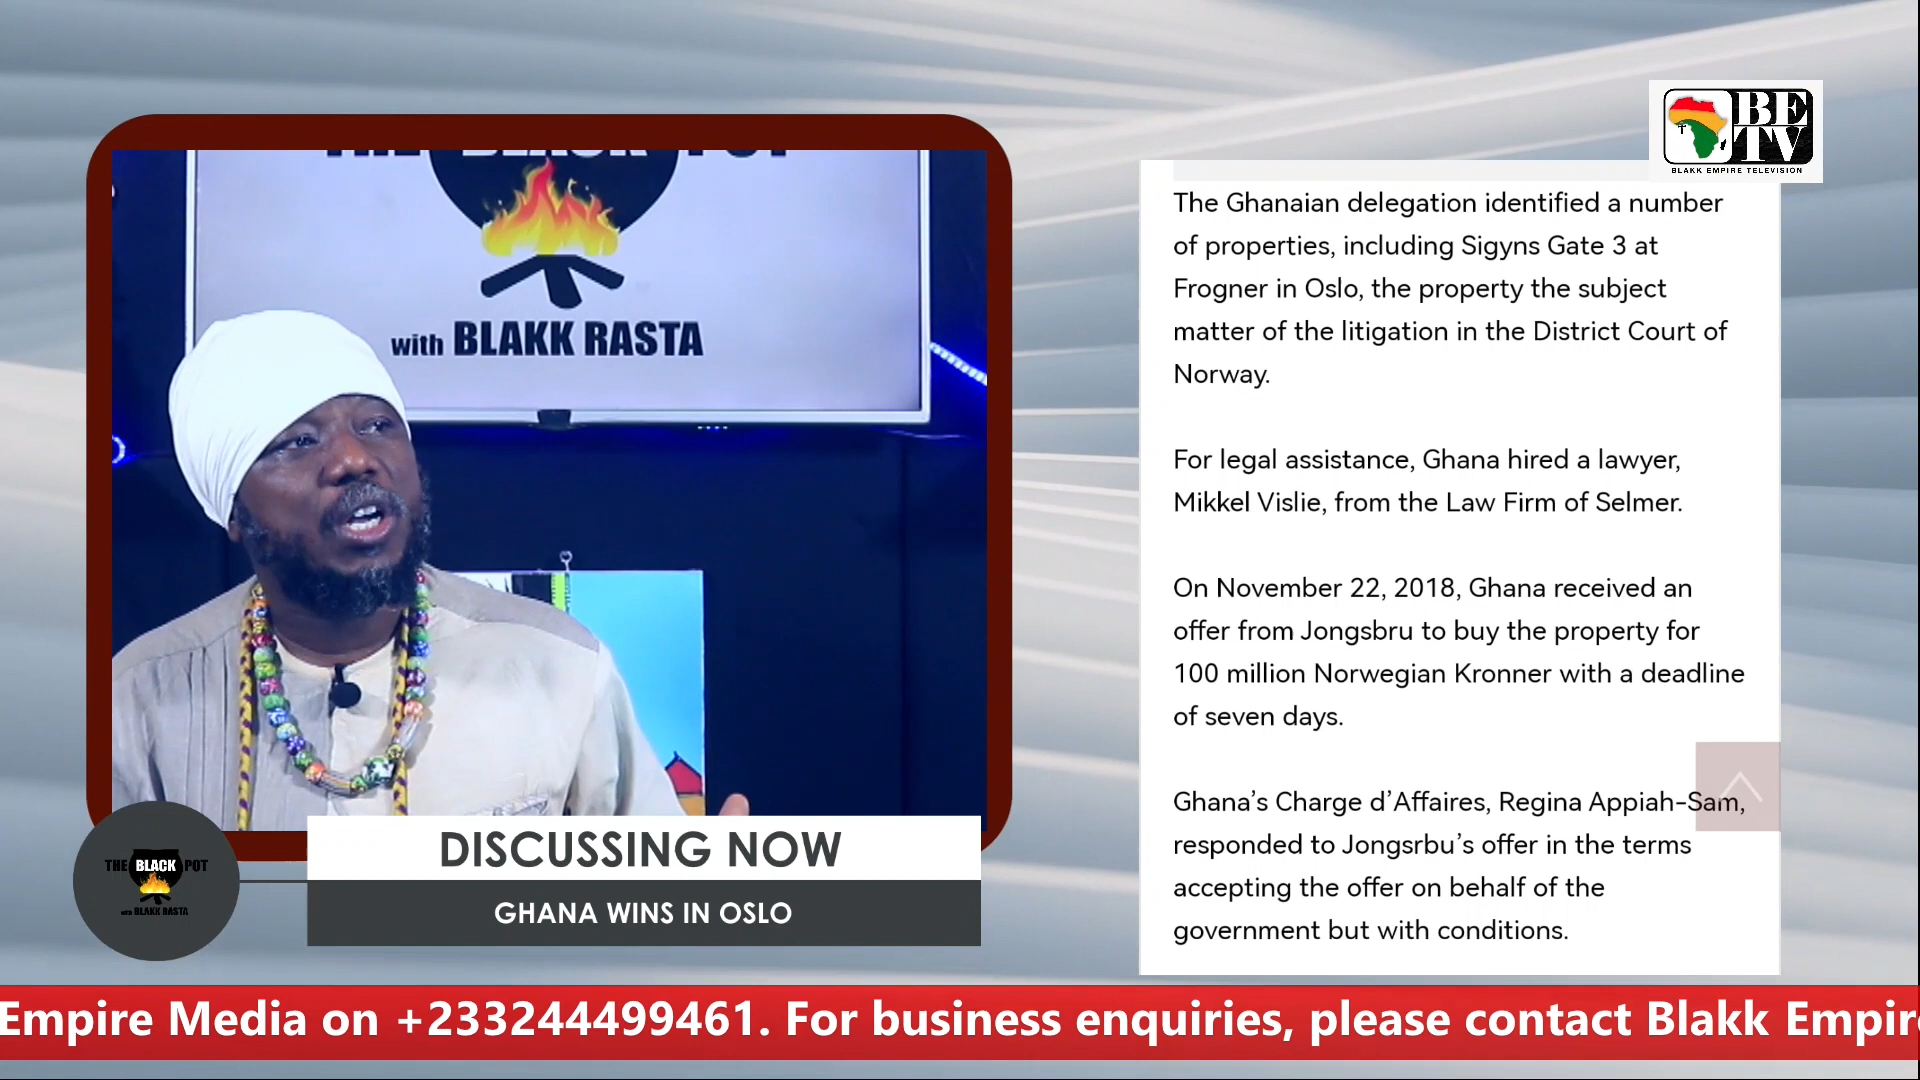 BE
TV
BLAKK EMPIRE TELEVISION
THE BLACK POT
with BLAKK RASTA
The Ghanaian delegation identified a number
of properties, including Sigyns Gate 3 at
Frogner in Oslo, the property the subject
matter of the litigation in the District Court of
Norway.
For legal assistance, Ghana hired a lawyer,
Mikkel Vislie, from the Law Firm of Selmer.
On November 22, 2018, Ghana received an
offer from Jongsbru to buy the property for
100 million Norwegian Kronner with a deadline
of seven days.
Ghana’s Charge d’Affaires, Regina Appiah-Sam,
responded to Jongsrbu’s offer in the terms
accepting the offer on behalf of the
government but with conditions.
THE BLACK POT
with BLAKK RASTA
DISCUSSING NOW
GHANA WINS IN OSLO
Empire Media on +233244499461. For business enquiries, please contact Blakk Empire